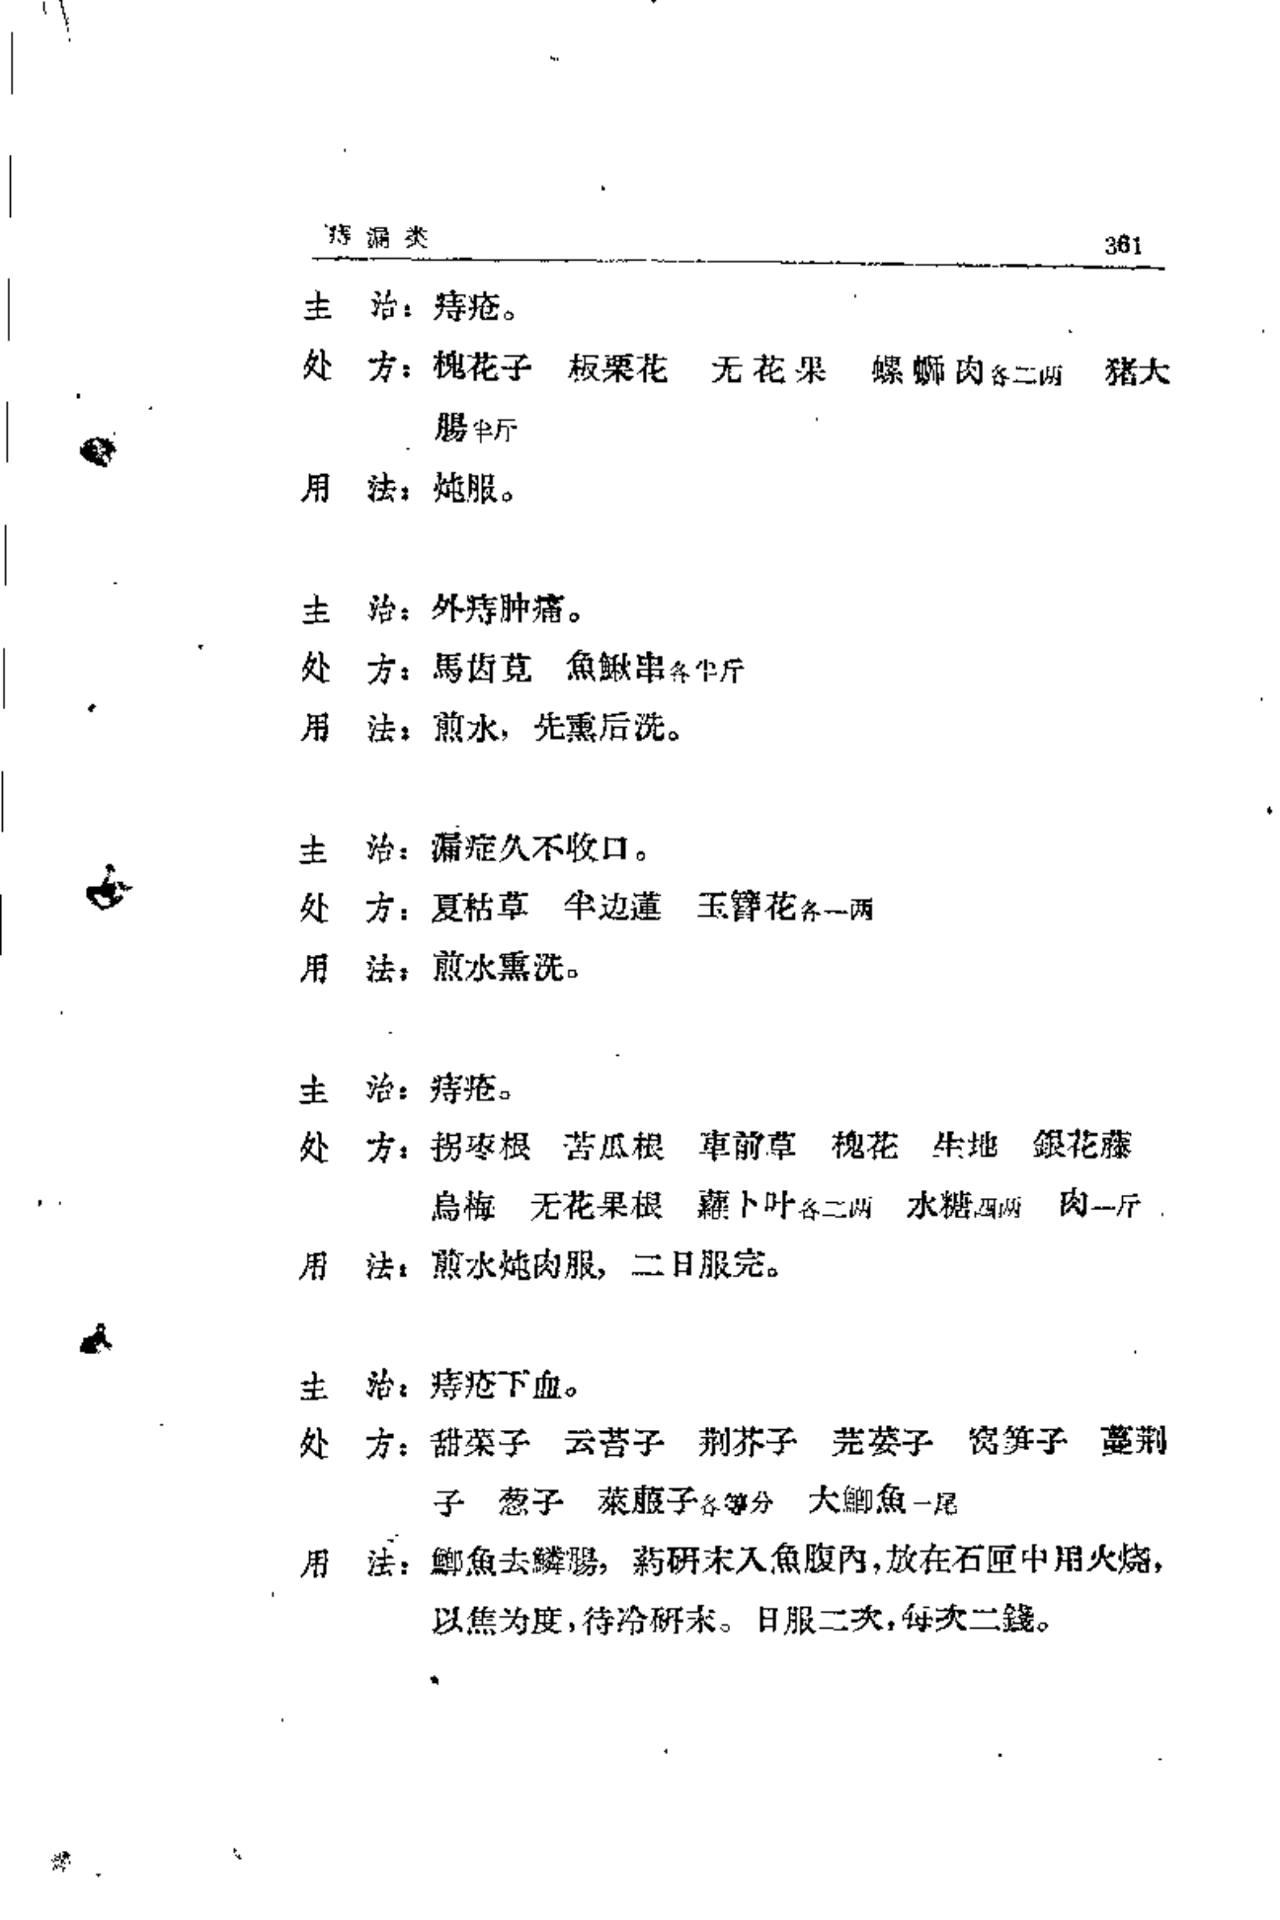 痔漏类 361
主 治：痔疮。
处 方：槐花子 板栗花 无花果 螺螄肉各二两 猪大
腸半斤
用 法：炖服。
主 治：外痔肿痛。
处 方：馬齿莧 魚鰍串各半斤
用 法：煎水，先熏后洗。
主 治：漏症久不收口。
处 方：夏枯草 半边蓮 玉簪花各一两
用 法：煎水熏洗。
主 治：痔疮。
处 方：拐枣根 苦瓜根 車前草 槐花 生地 銀花藤
烏梅 无花果根 蘿卜叶各二两 水糖四两 肉一斤
用 法：煎水炖肉服，二日服完。
主 治：痔疮下血。
处 方：甜菜子 云苔子 荆芥子 芫荽子 窝笋子 蔓荆
子 葱子 萊菔子各等分 大鯽魚一尾
用 法：鯽魚去鱗腸，葯研末入魚腹內，放在石匣中用火烧，
以焦为度，待冷研末。日服二次，每次二錢。